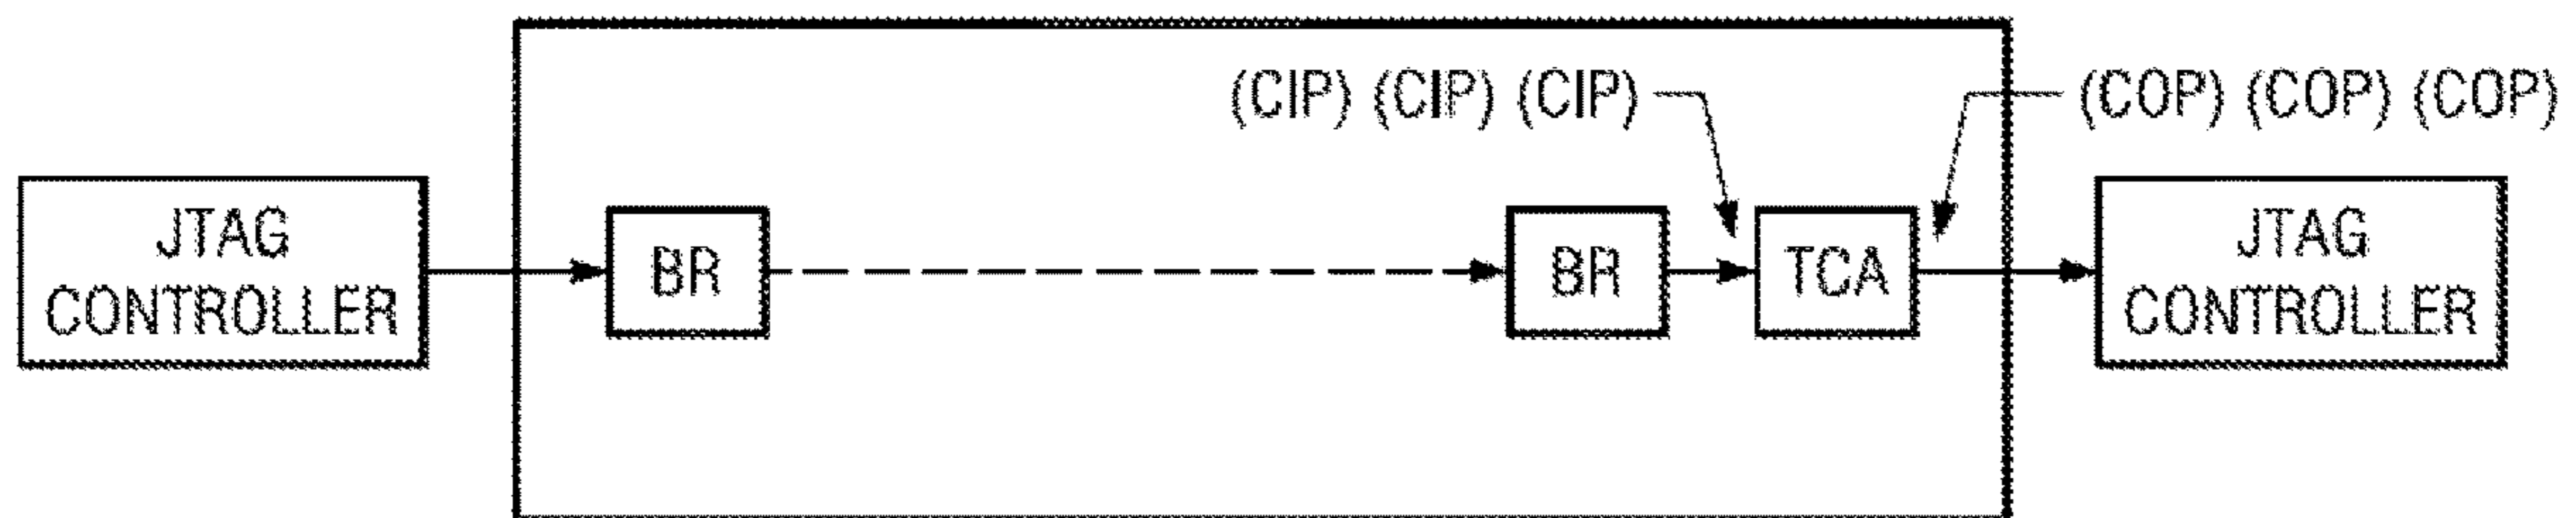 (CIP) (CIP) (CIP)
(COP) (COP) (COP)
JTAG
CONTROLLER
BR
BR
TCA
JTAG
CONTROLLER